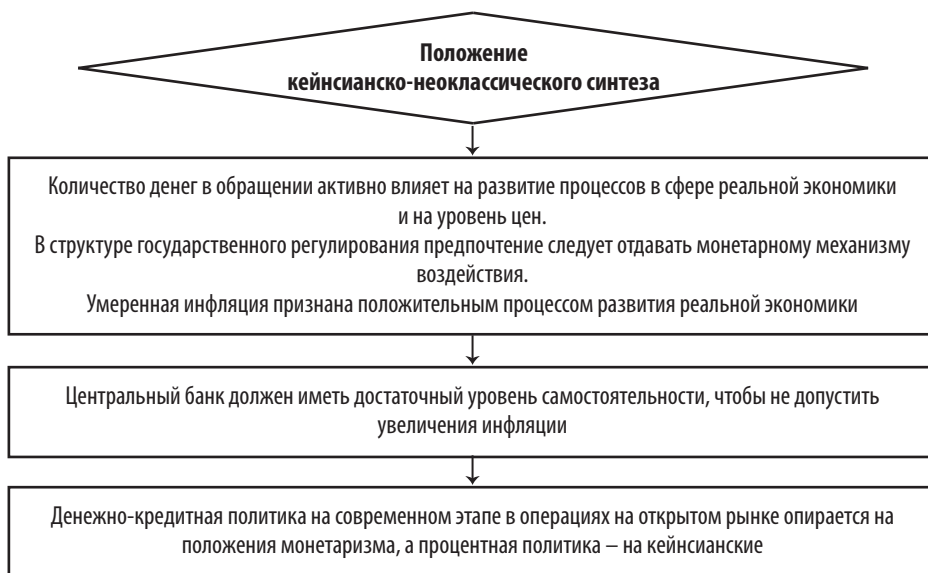 Положение
кейнсианско-неоклассического синтеза
Количество денег в обращении активно влияет на развитие процессов в сфере реальной экономики
и на уровень цен.
В структуре государственного регулирования предпочтение следует отдавать монетарному механизму
воздействия.
Умеренная инфляция признана положительным процессом развития реальной экономики
Центральный банк должен иметь достаточный уровень самостоятельности, чтобы не допустить
увеличения инфляции
Денежно-кредитная политика на современном этапе в операциях на открытом рынке опирается на
положения монетаризма, а процентная политика – на кейнсианские